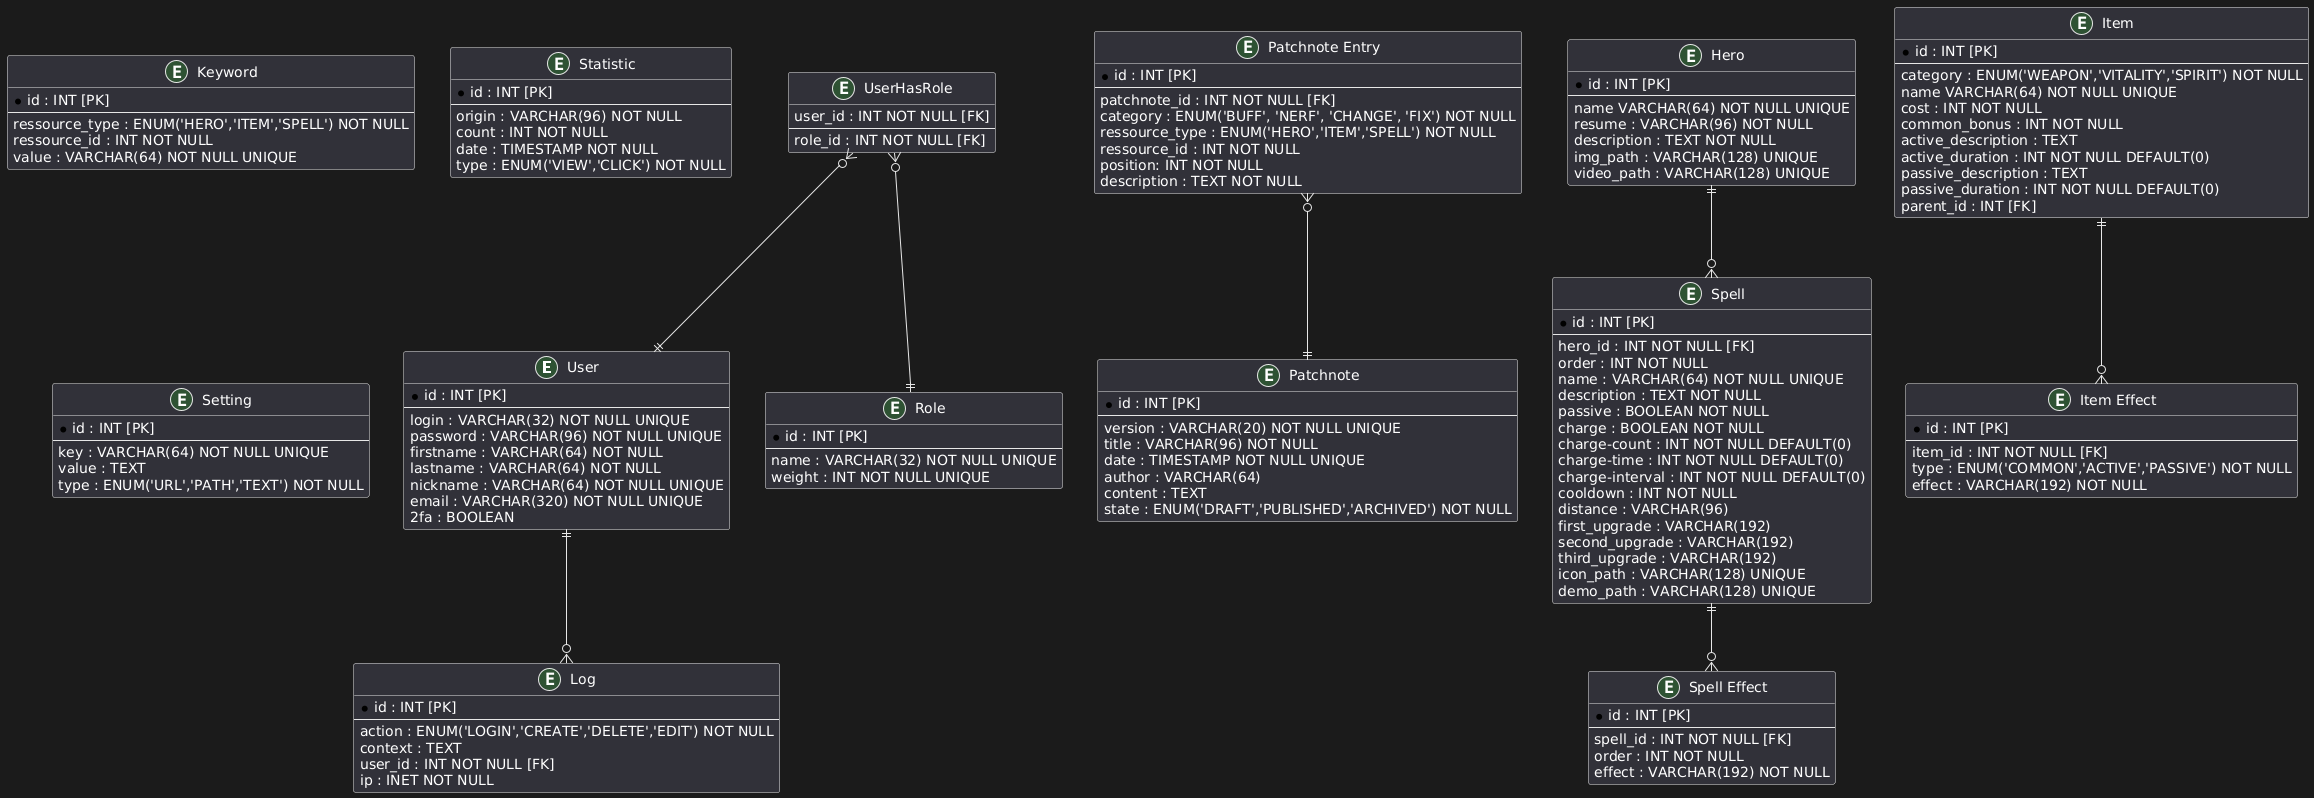 E Keyword
id : INT [PK]
ressource_type : ENUM('HERO','ITEM','SPELL') NOT NULL
ressource_id : INT NOT NULL
value : VARCHAR(64) NOT NULL UNIQUE
E Statistic
id : INT [PK]
origin : VARCHAR(96) NOT NULL
count : INT NOT NULL
date : TIMESTAMP NOT NULL
type : ENUM('VIEW','CLICK') NOT NULL
E UserHasRole
user_id : INT NOT NULL [FK]
role_id : INT NOT NULL [FK]
E Patchnote Entry
id : INT [PK]
patchnote_id : INT NOT NULL [FK]
category : ENUM('BUFF', 'NERF', 'CHANGE', 'FIX') NOT NULL
ressource_type : ENUM('HERO','ITEM','SPELL') NOT NULL
ressource_id : INT NOT NULL
position: INT NOT NULL
description : TEXT NOT NULL
E Hero
id : INT [PK]
name VARCHAR(64) NOT NULL UNIQUE
resume : VARCHAR(96) NOT NULL
description : TEXT NOT NULL
img_path : VARCHAR(128) UNIQUE
video_path : VARCHAR(128) UNIQUE
E Item
id : INT [PK]
category : ENUM('WEAPON','VITALITY','SPIRIT') NOT NULL
name VARCHAR(64) NOT NULL UNIQUE
cost : INT NOT NULL
common_bonus : INT NOT NULL
active_description : TEXT
active_duration : INT NOT NULL DEFAULT(0)
passive_description : TEXT
passive_duration : INT NOT NULL DEFAULT(0)
parent_id : INT [FK]
E Setting
id : INT [PK]
key : VARCHAR(64) NOT NULL UNIQUE
value : TEXT
type : ENUM('URL','PATH','TEXT') NOT NULL
E User
id : INT [PK]
login : VARCHAR(32) NOT NULL UNIQUE
password : VARCHAR(96) NOT NULL UNIQUE
firstname : VARCHAR(64) NOT NULL
lastname : VARCHAR(64) NOT NULL
nickname : VARCHAR(64) NOT NULL UNIQUE
email : VARCHAR(320) NOT NULL UNIQUE
2fa : BOOLEAN
E Role
id : INT [PK]
name : VARCHAR(32) NOT NULL UNIQUE
weight : INT NOT NULL UNIQUE
E Patchnote
id : INT [PK]
version : VARCHAR(20) NOT NULL UNIQUE
title : VARCHAR(96) NOT NULL
date : TIMESTAMP NOT NULL UNIQUE
author : VARCHAR(64)
content : TEXT
state : ENUM('DRAFT','PUBLISHED','ARCHIVED') NOT NULL
E Spell
id : INT [PK]
hero_id : INT NOT NULL [FK]
order : INT NOT NULL
name : VARCHAR(64) NOT NULL UNIQUE
description : TEXT NOT NULL
passive : BOOLEAN NOT NULL
charge : BOOLEAN NOT NULL
charge-count : INT NOT NULL DEFAULT(0)
charge-time : INT NOT NULL DEFAULT(0)
charge-interval : INT NOT NULL DEFAULT(0)
cooldown : INT NOT NULL
distance : VARCHAR(96)
first_upgrade : VARCHAR(192)
second_upgrade : VARCHAR(192)
third_upgrade : VARCHAR(192)
icon_path : VARCHAR(128) UNIQUE
demo_path : VARCHAR(128) UNIQUE
E Item Effect
id : INT [PK]
item_id : INT NOT NULL [FK]
type : ENUM('COMMON','ACTIVE','PASSIVE') NOT NULL
effect : VARCHAR(192) NOT NULL
E Log
id : INT [PK]
action : ENUM('LOGIN','CREATE','DELETE','EDIT') NOT NULL
context : TEXT
user_id : INT NOT NULL [FK]
ip : INET NOT NULL
E Spell Effect
id : INT [PK]
spell_id : INT NOT NULL [FK]
order : INT NOT NULL
effect : VARCHAR(192) NOT NULL